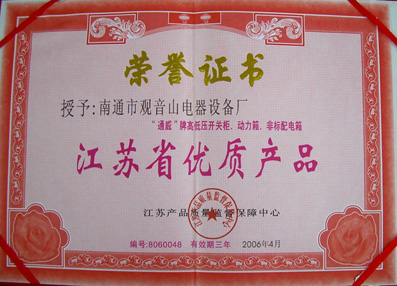 荣誉证书
授予:南通市观音山电器设备厂
"通威"牌高低压开关柜、动力箱、非标配电箱
江苏省优质产品
江苏产品质量监督保障中心
编号:8060048 有效期三年 2006年4月